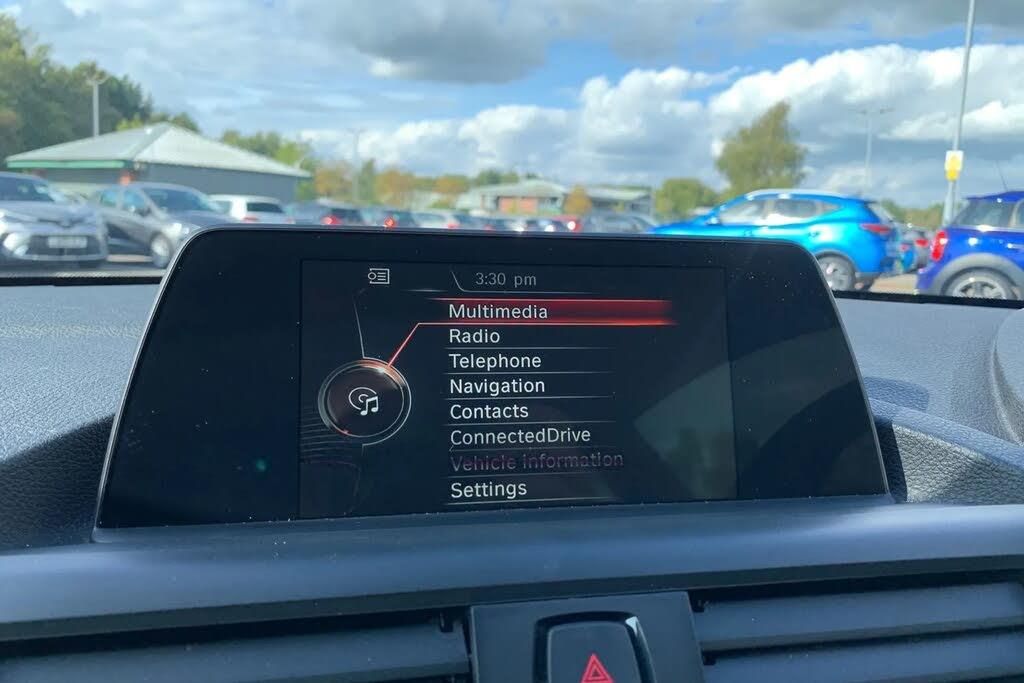 3:30 pm
Multimedia
Radio
Telephone
Navigation
Contacts
ConnectedDrive
Vehicle information
Settings